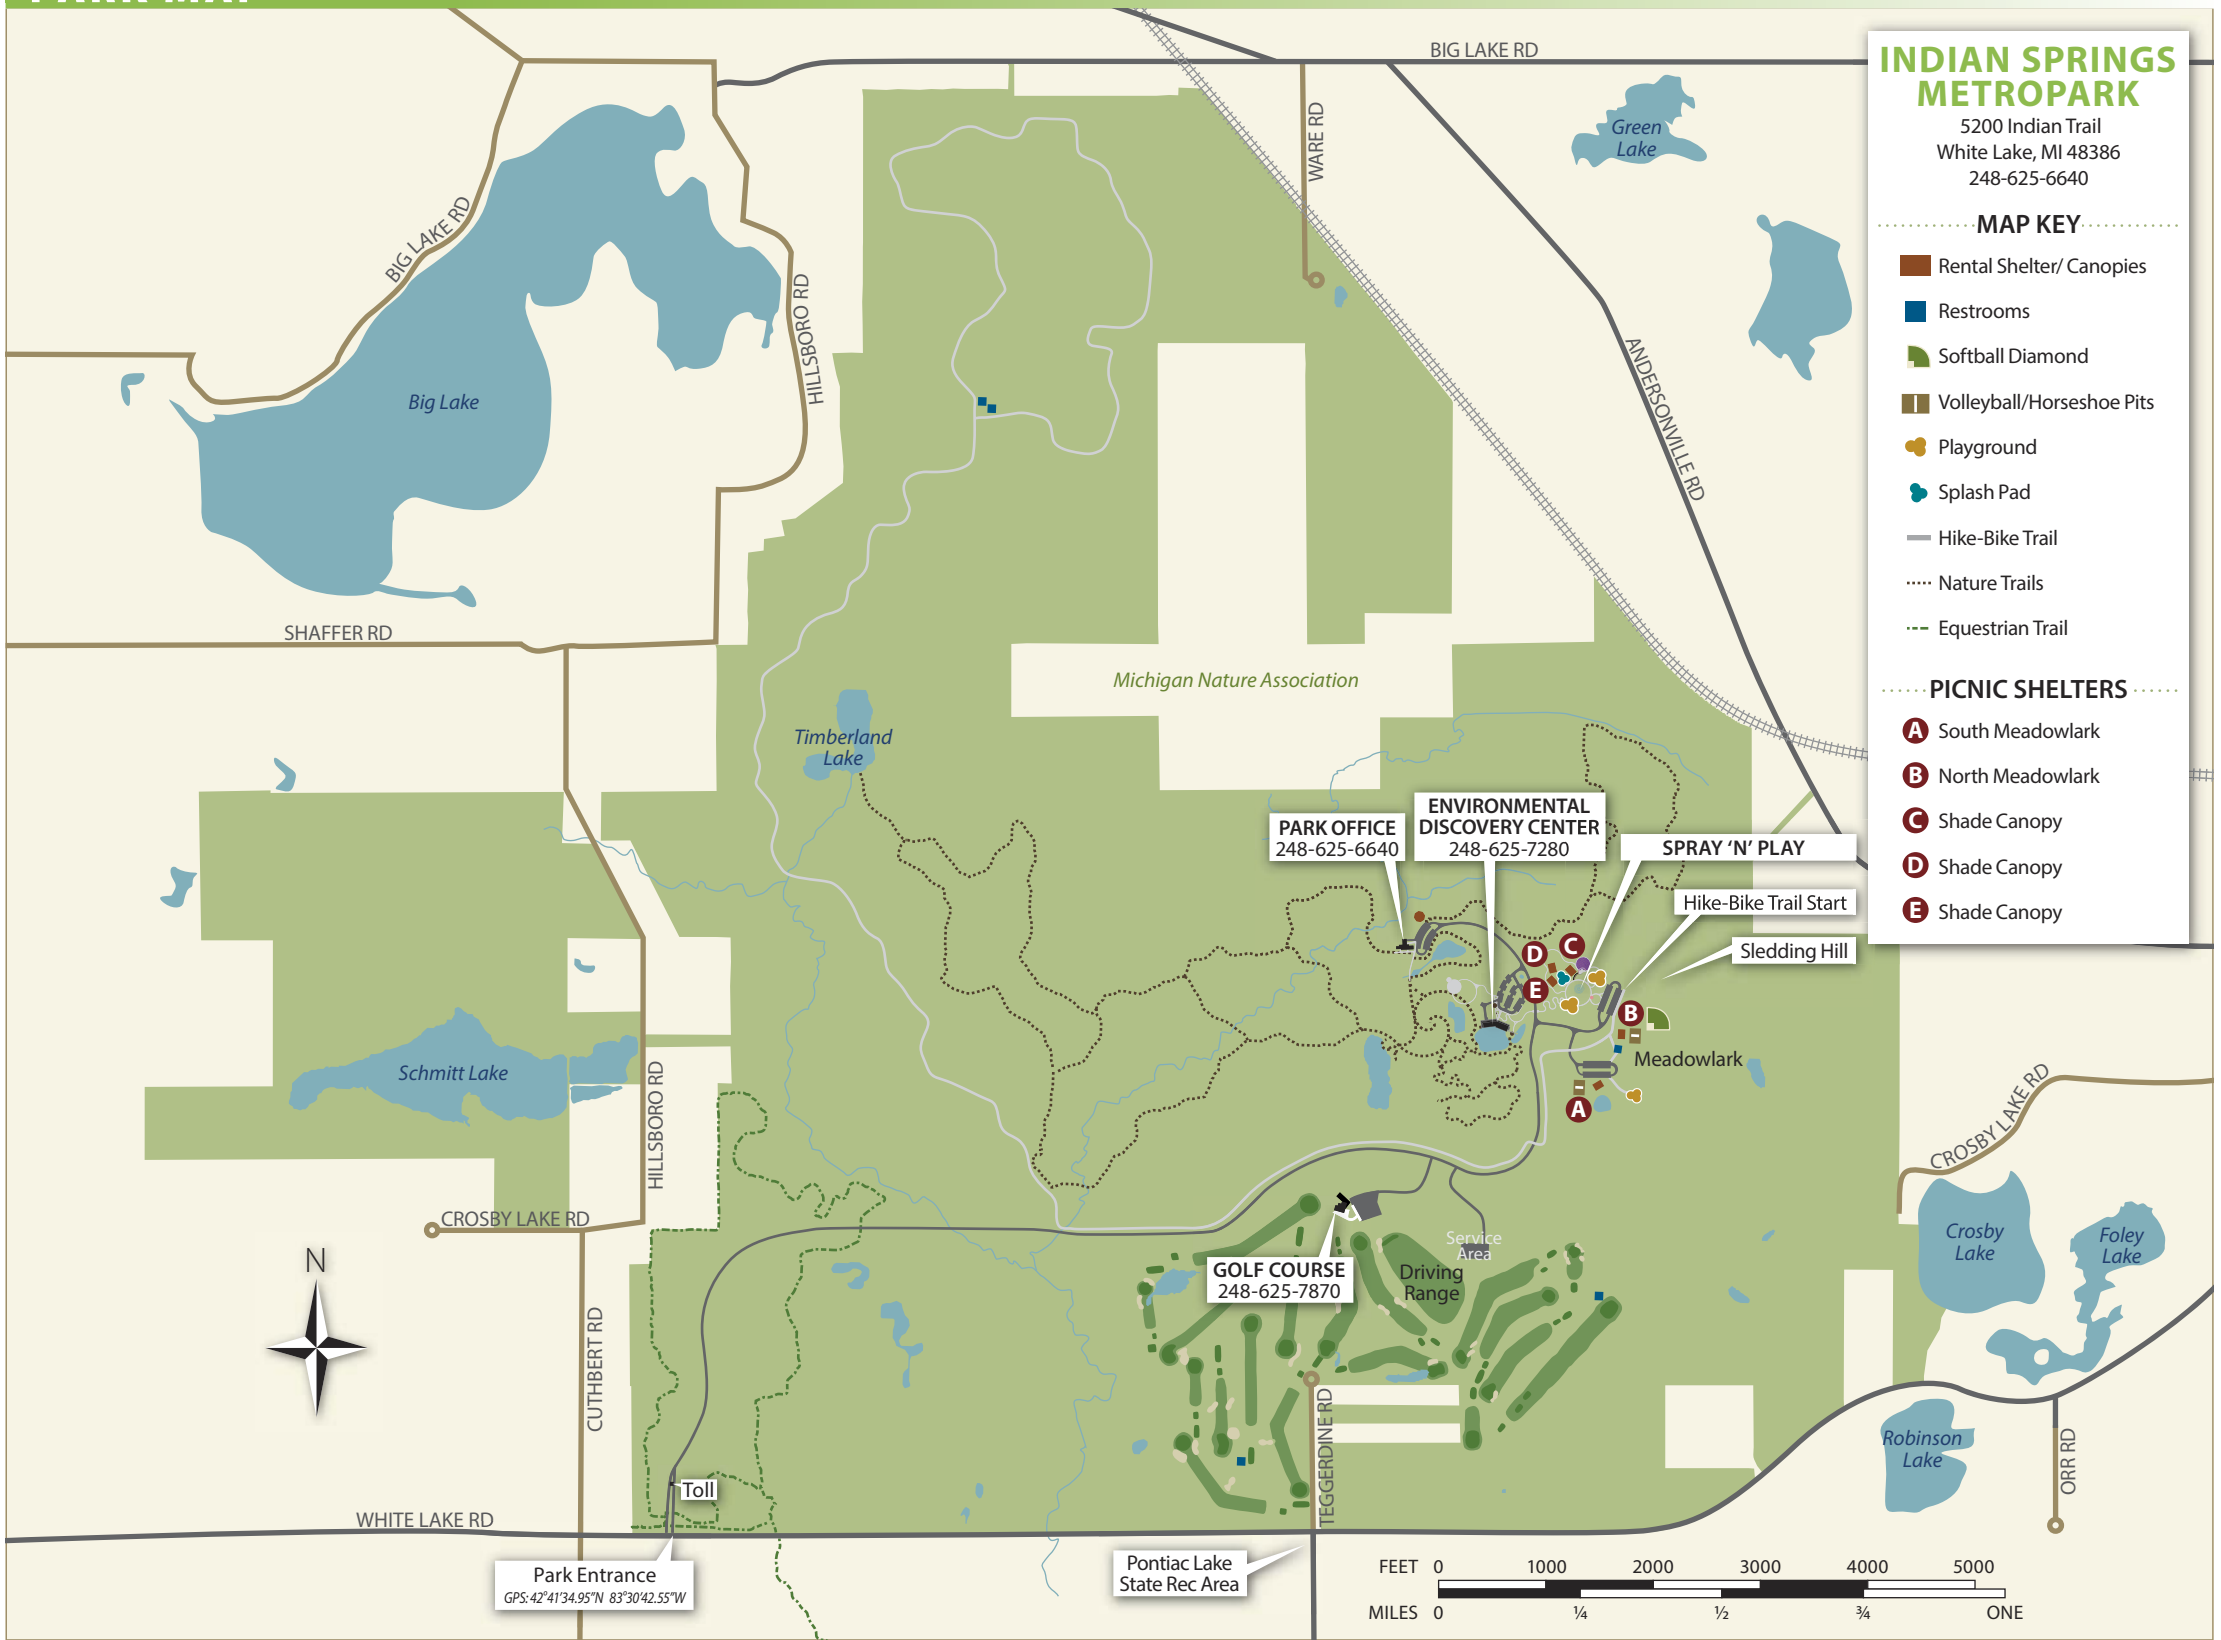 BIG LAKE RD
INDIAN SPRINGS
METROPARK
5200 Indian Trail
White Lake, MI 48386
248-625-6640
MAP KEY
Rental Shelter/ Canopies
Restrooms
Softball Diamond
Volleyball/Horseshoe Pits
Playground
Splash Pad
Hike-Bike Trail
Nature Trails
Equestrian Trail
PICNIC SHELTERS
A South Meadowlark
B North Meadowlark
C Shade Canopy
D Shade Canopy
E Shade Canopy
WARE RD
Green
Lake
BIG LAKE RD
HILLSBORO RD
ANDERSONVILLE RD
Big Lake
SHAFFER RD
Michigan Nature Association
Timberland
Lake
PARK OFFICE
248-625-6640
ENVIRONMENTAL
DISCOVERY CENTER
248-625-7280
SPRAY ‘N’ PLAY
Hike-Bike Trail Start
Sledding Hill
D
C
E
B
Meadowlark
A
Schmitt Lake
HILLSBORO RD
CROSBY LAKE RD
CROSBY LAKE RD
Crosby
Lake
Foley
Lake
N
CUTHBERT RD
GOLF COURSE
248-625-7870
Service
Area
Driving
Range
TEGGERDINE RD
Robinson
Lake
ORR RD
Toll
WHITE LAKE RD
Park Entrance
GPS: 42°41'34.95"N 83°30'42.55"W
Pontiac Lake
State Rec Area
FEET 0 1000 2000 3000 4000 5000
MILES 0 ¼ ½ ¾ ONE